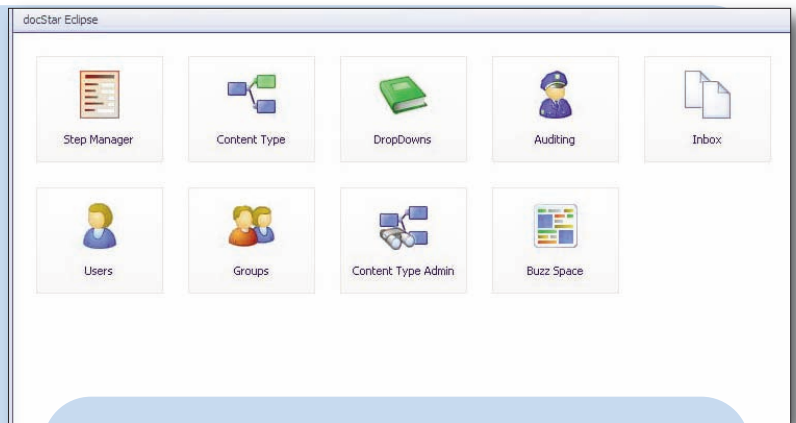 docStar Eclipse
Step Manager
Content Type
DropDowns
Auditing
Inbox
Users
Groups
Content Type Admin
Buzz Space